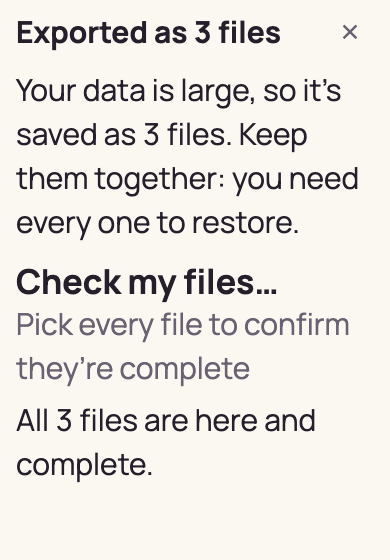 Exported as 3 files
Your data is large, so it’s
saved as 3 files. Keep
them together: you need
every one to restore.
Check my files…
Pick every file to confirm
they’re complete
All 3 files are here and
complete.